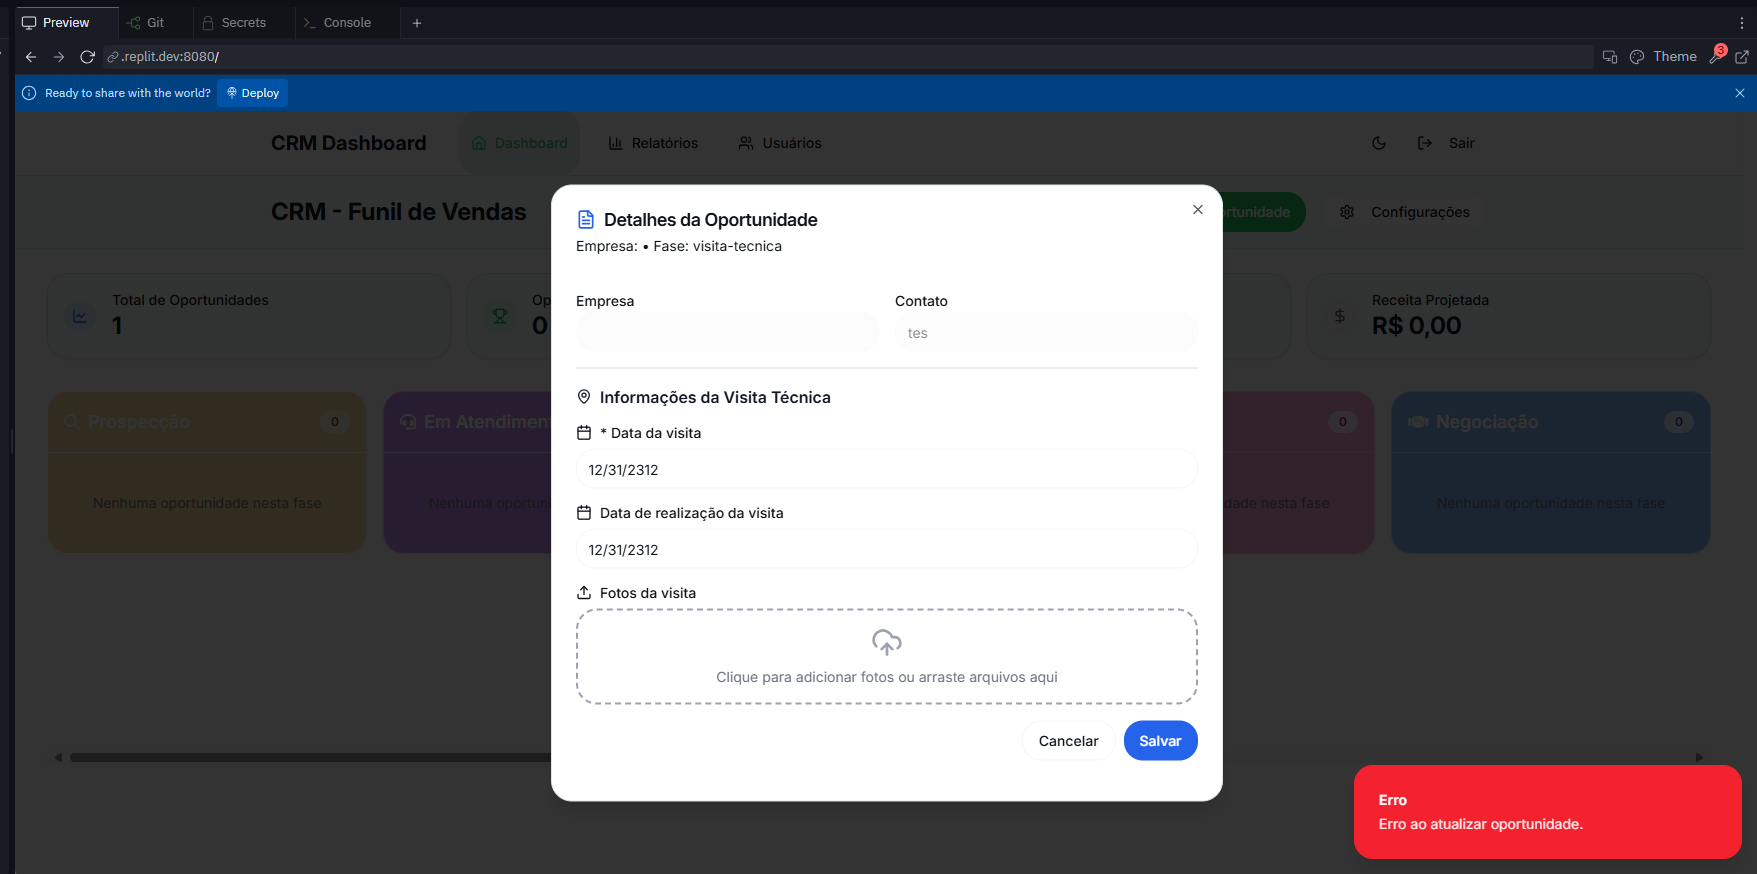 Preview
Git
Secrets
Console
.replit.dev:8080/
Theme
3
Ready to share with the world?
Deploy
CRM Dashboard
Dashboard
Relatórios
Usuários
Sair
CRM - Funil de Vendas
rtunidade
Configurações
Total de Oportunidades
1
Op
0
Receita Projetada
R$ 0,00
Prospecção
0
Em Atendiment
0
Negociação
0
Nenhuma oportunidade nesta fase
Nenhuma oportun
dade nesta fase
Nenhuma oportunidade nesta fase
Detalhes da Oportunidade
Empresa: • Fase: visita-tecnica
Empresa
Contato
tes
Informações da Visita Técnica
* Data da visita
12/31/2312
Data de realização da visita
12/31/2312
Fotos da visita
Clique para adicionar fotos ou arraste arquivos aqui
Cancelar
Salvar
Erro
Erro ao atualizar oportunidade.